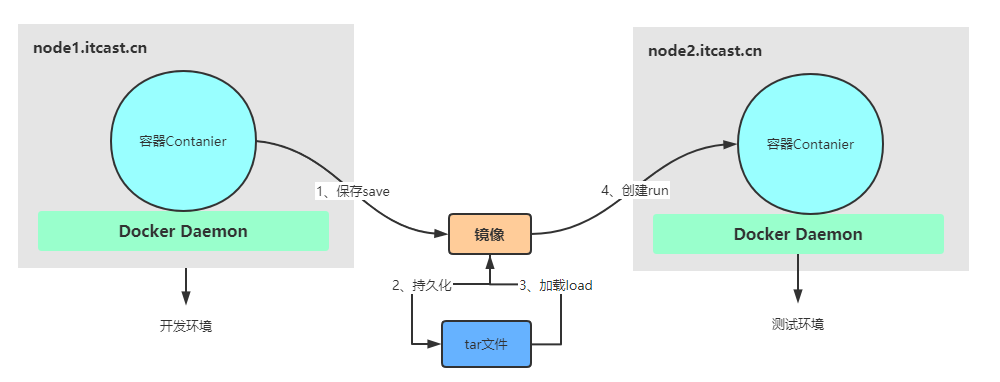 node1.itcast.cn
容器Contanier
Docker Daemon
开发环境
1、保存save
镜像
2、持久化
3、加载load
tar文件
4、创建run
node2.itcast.cn
容器Contanier
Docker Daemon
测试环境